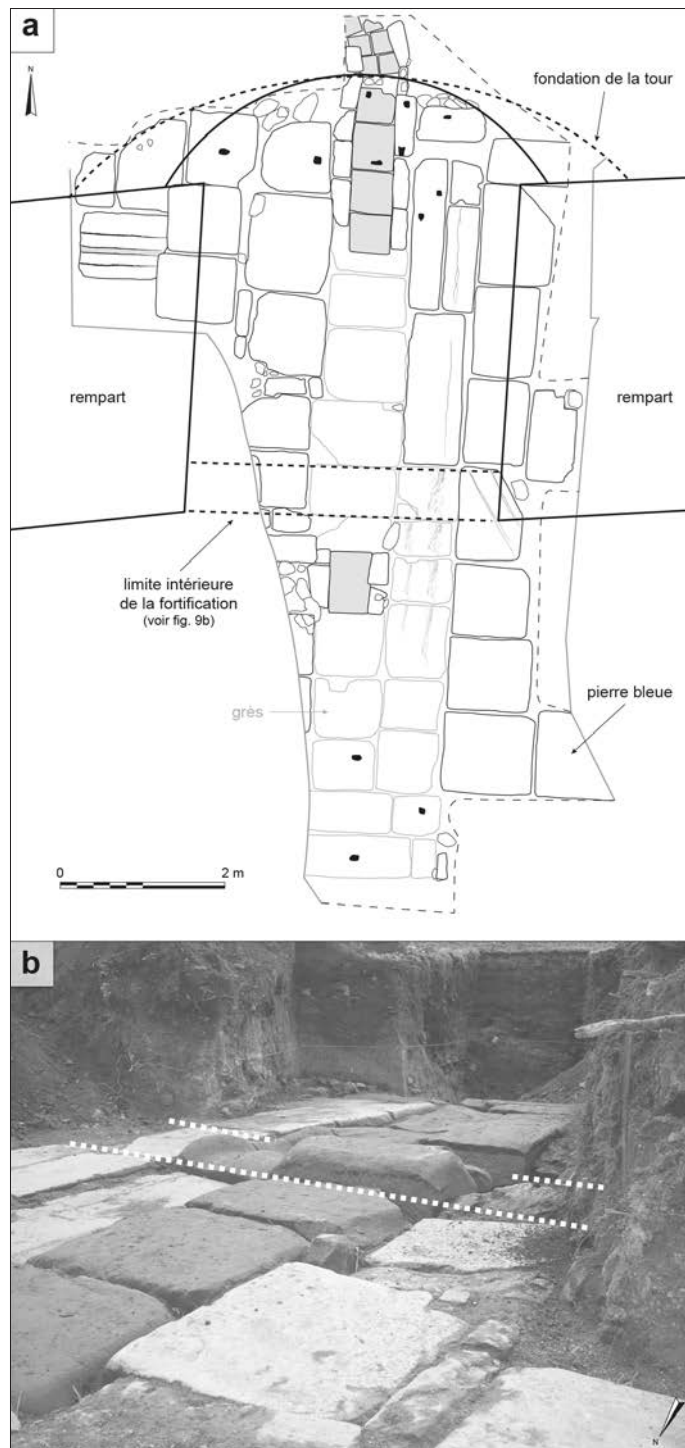 a
N
fondation de la tour
rempart
rempart
limite intérieure
de la fortification
(voir fig. 9b)
pierre bleue
grès
0
2 m
b
N